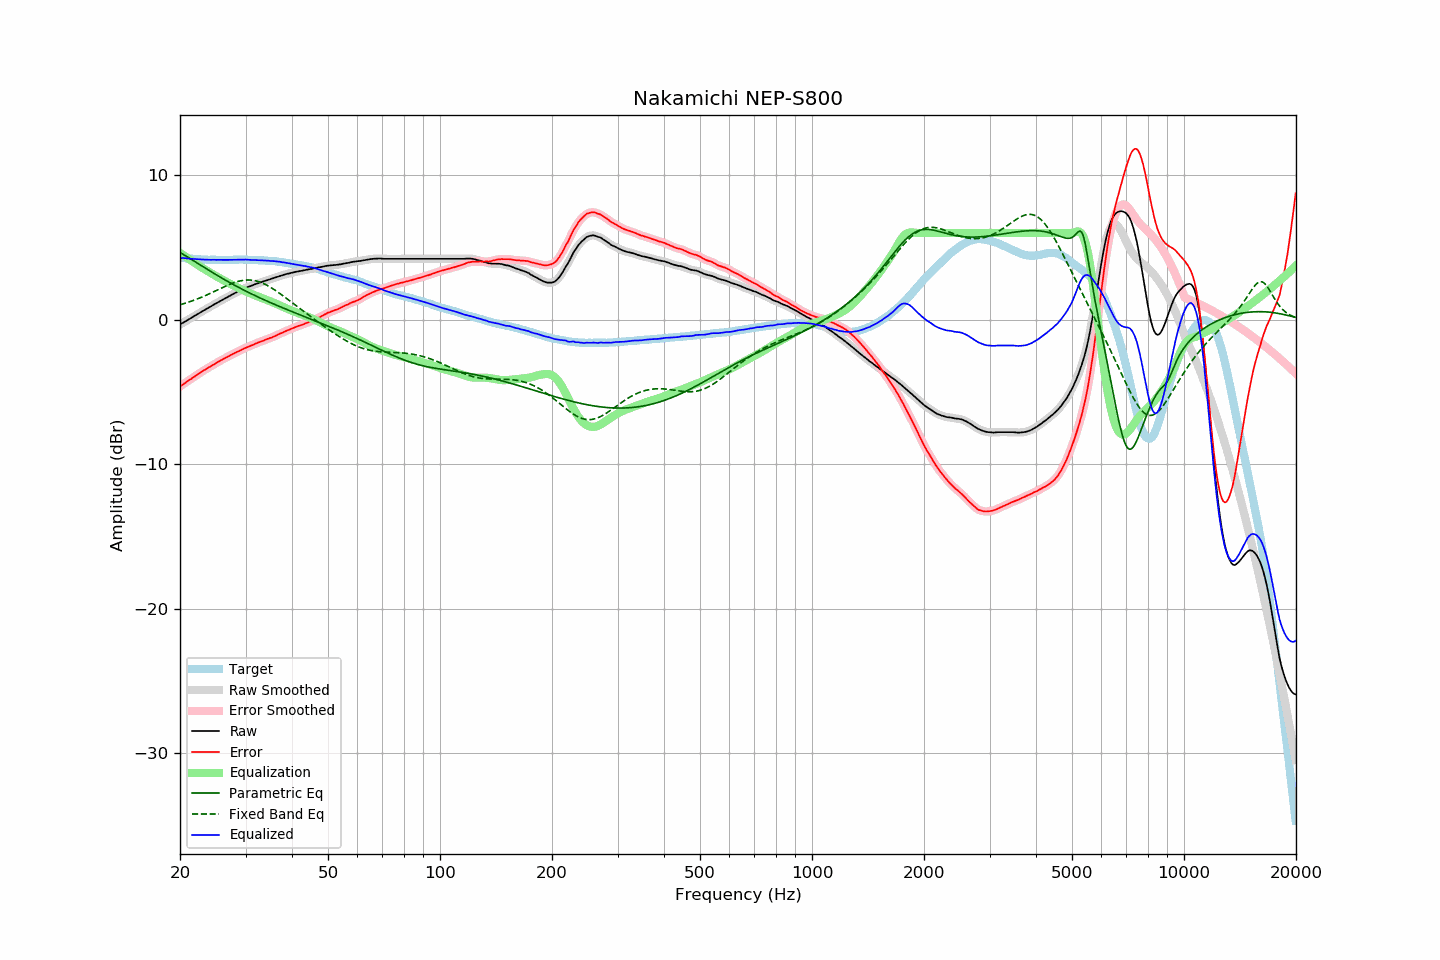 Nakamichi NEP-S800
Amplitude (dBr)
10
0
−10
−20
−30
Target
Raw Smoothed
Error Smoothed
Raw
Error
Equalization
Parametric Eq
Fixed Band Eq
Equalized
20 50 100 200 500 1000 2000 5000 10000 20000
Frequency (Hz)